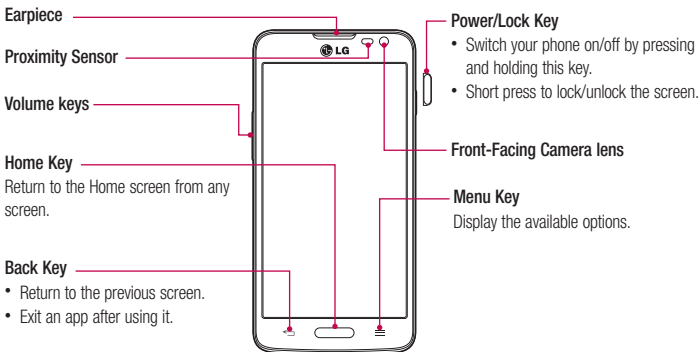 Earpiece
Proximity Sensor
Volume keys
Home Key
Return to the Home screen from any
screen.
Back Key
• Return to the previous screen.
• Exit an app after using it.
LG
Power/Lock Key
• Switch your phone on/off by pressing
and holding this key.
• Short press to lock/unlock the screen.
Front-Facing Camera lens
Menu Key
Display the available options.